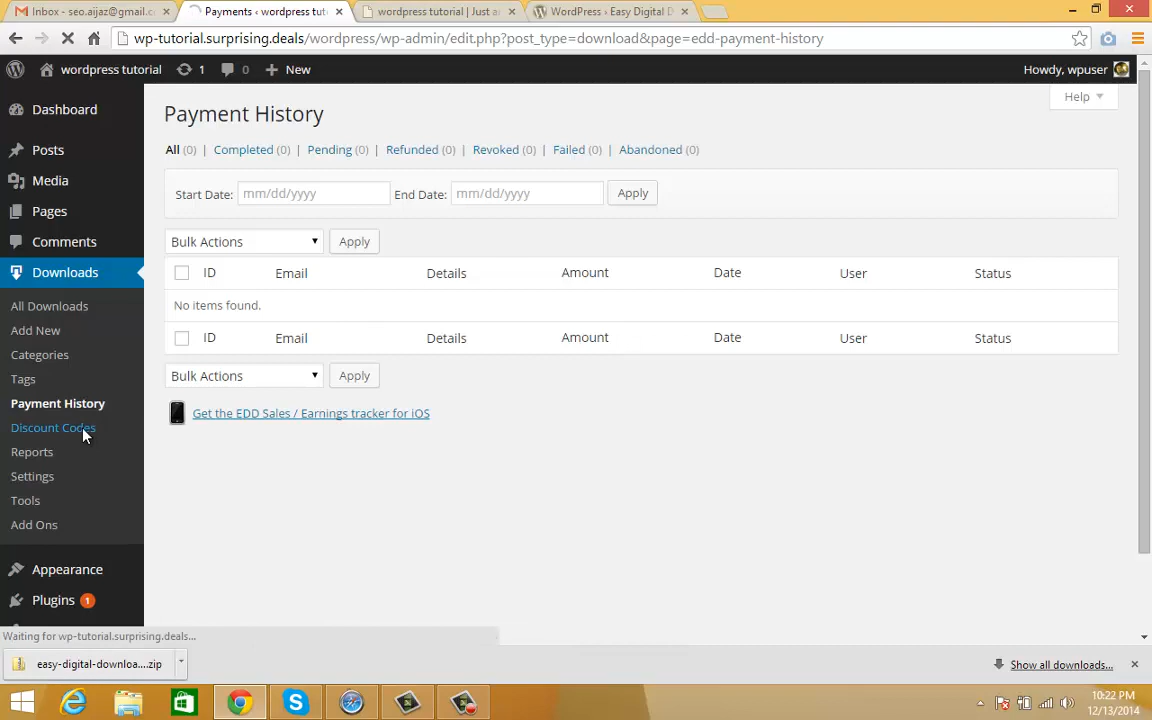 Inbox - seo.aijaz@gmail.c
Payments ‹ wordpress tut
wordpress tutorial | Just a
WordPress › Easy Digital D
wp-tutorial.surprising.deals/wordpress/wp-admin/edit.php?post_type=download&page=edd-payment-history
wordpress tutorial 1 0 + New Howdy, wpuser
Help
Dashboard
Posts
Media
Pages
Comments
Downloads
All Downloads
Add New
Categories
Tags
Payment History
Discount Codes
Reports
Settings
Tools
Add Ons
Appearance
Plugins 1
Payment History
All (0) | Completed (0) | Pending (0) | Refunded (0) | Revoked (0) | Failed (0) | Abandoned (0)
Start Date: mm/dd/yyyy End Date: mm/dd/yyyy Apply
Bulk Actions Apply
ID Email Details Amount Date User Status
No items found.
ID Email Details Amount Date User Status
Bulk Actions Apply
Get the EDD Sales / Earnings tracker for iOS
Waiting for wp-tutorial.surprising.deals...
easy-digital-downloa....zip
Show all downloads...
10:22 PM
12/13/2014